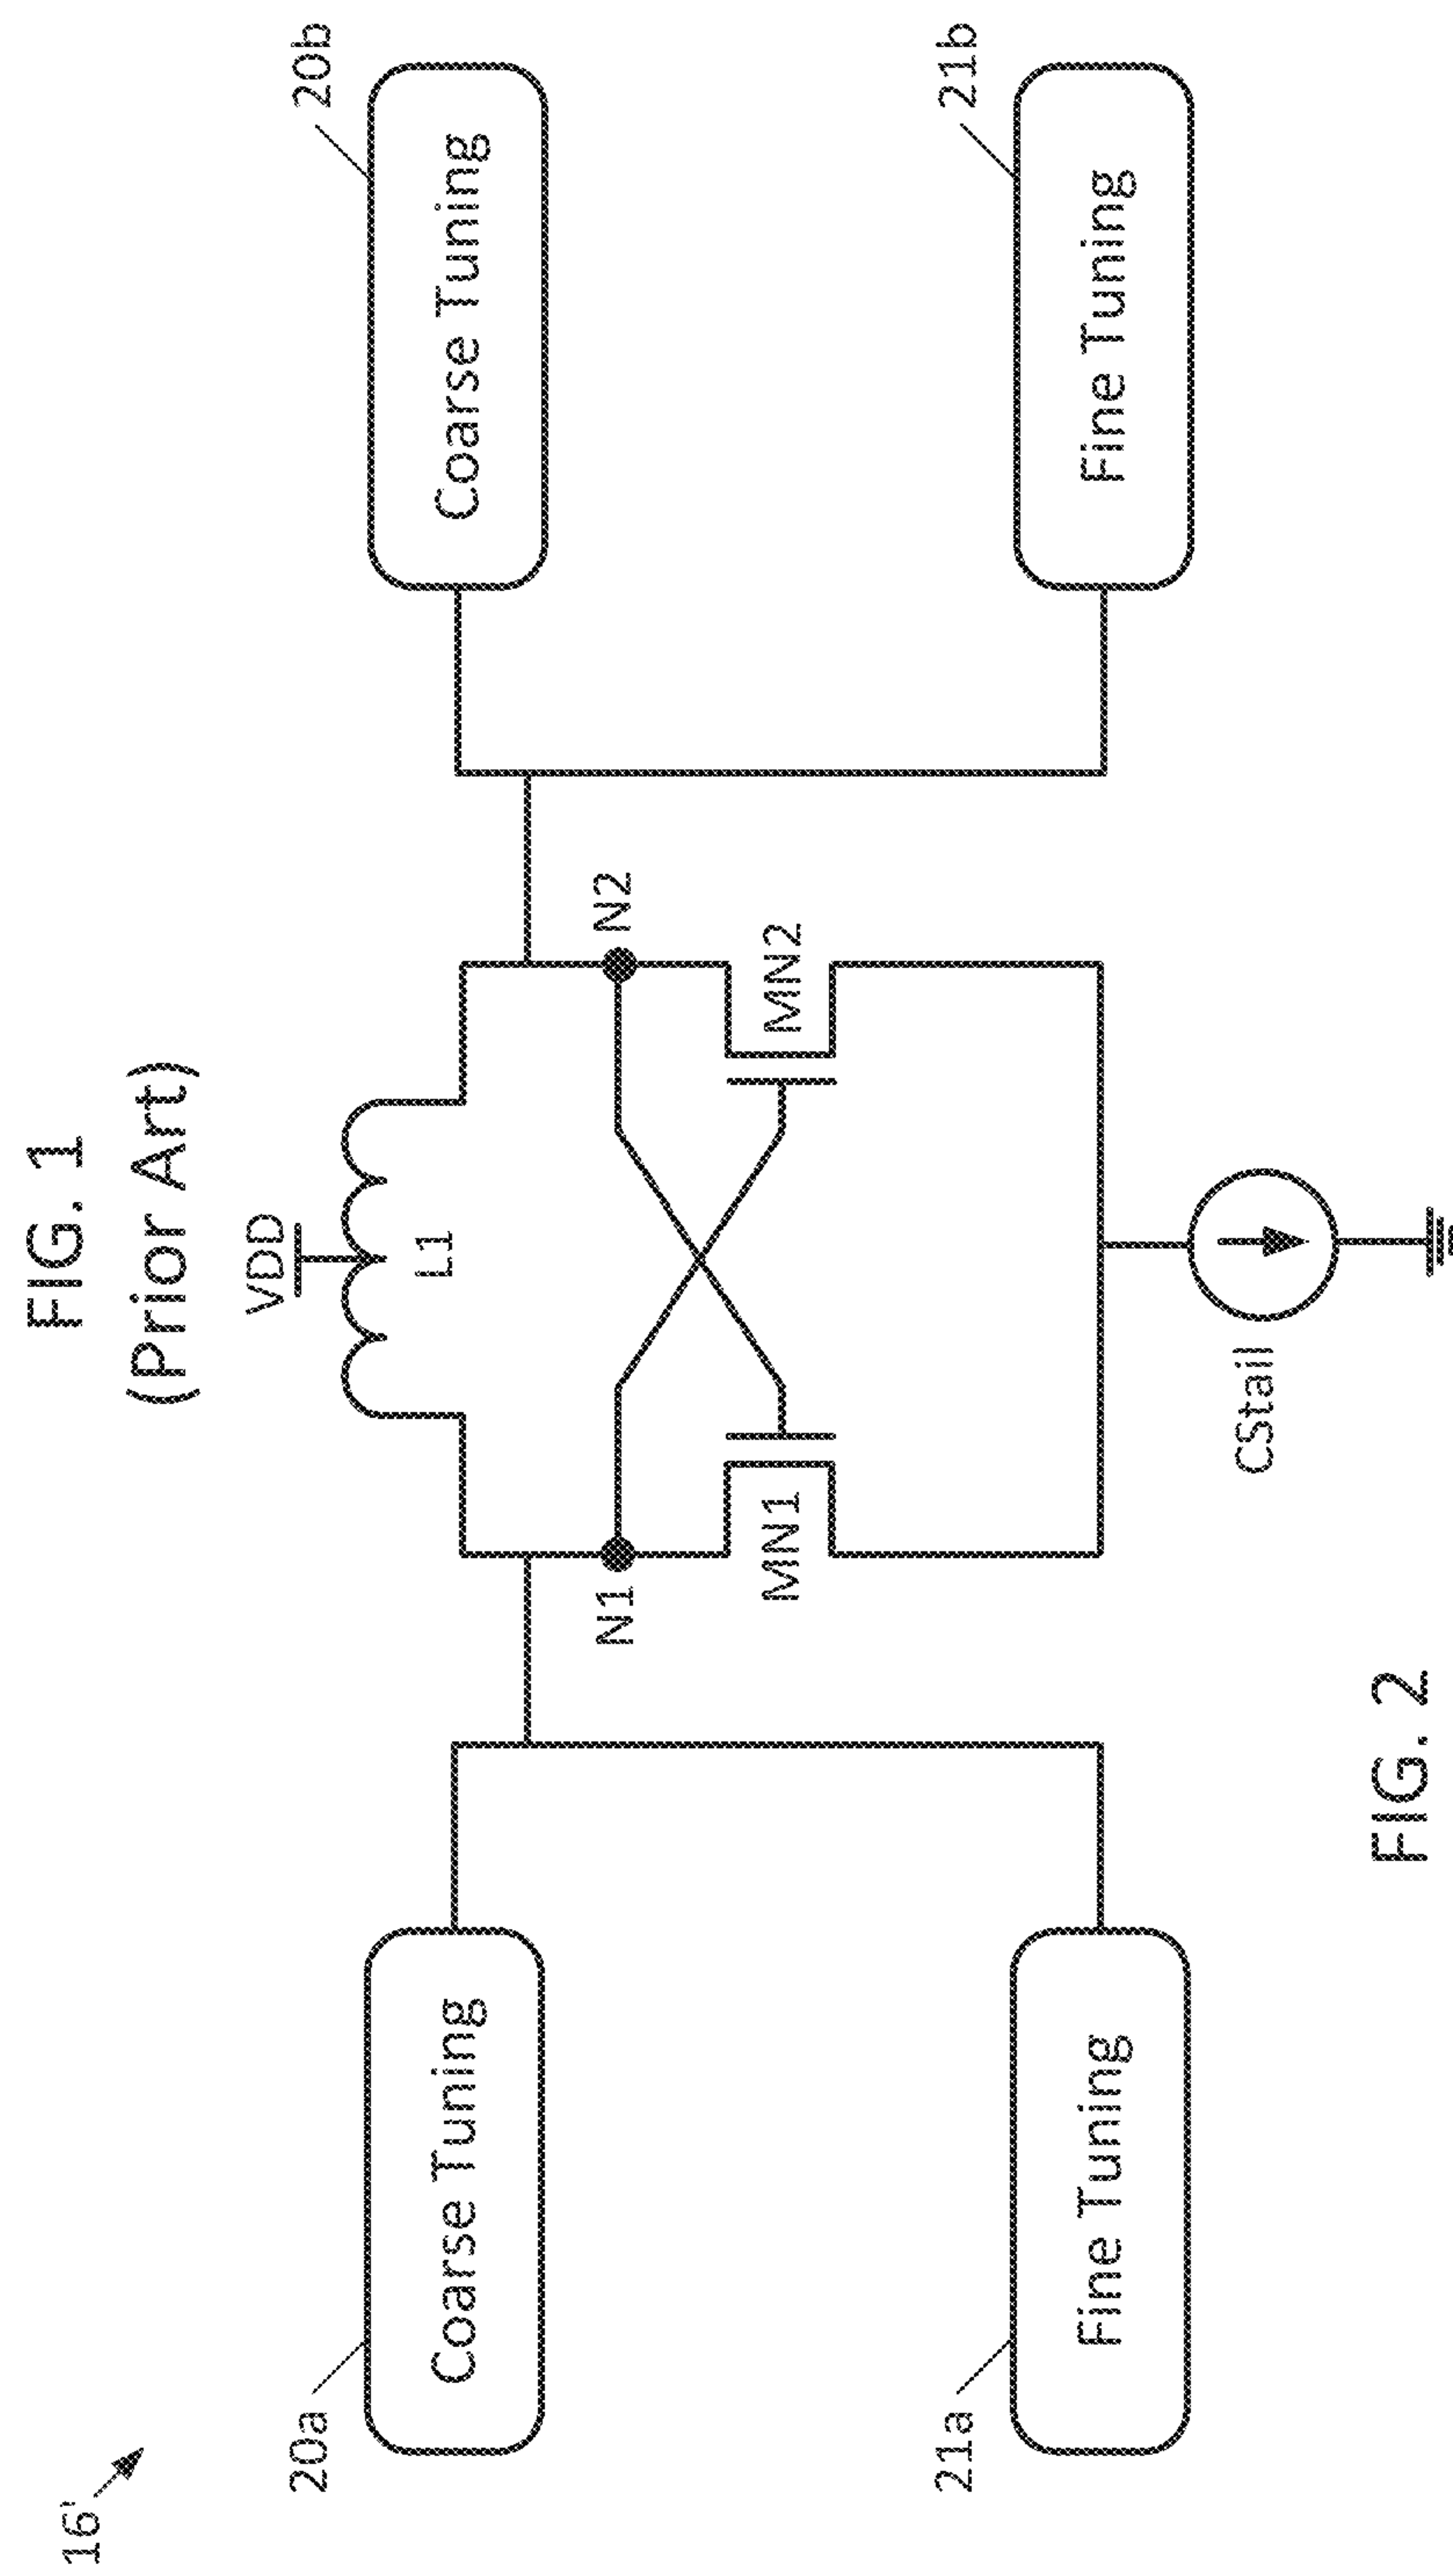 FIG. 1
(Prior Art)
16'
VDD
L1
20a
Coarse Tuning
20b
Coarse Tuning
N1
N2
MN1
MN2
21a
Fine Tuning
21b
Fine Tuning
CStail
FIG. 2